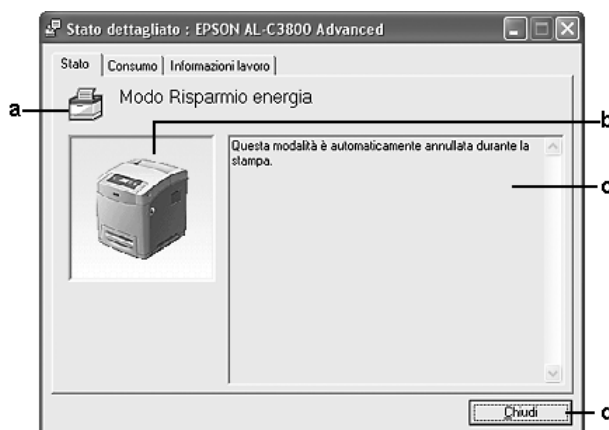 Stato dettagliato : EPSON AL-C3800 Advanced
Stato Consumo Informazioni lavoro
a
Modo Risparmio energia
b
Questa modalità è automaticamente annullata durante la
stampa.
c
Chiudi
d